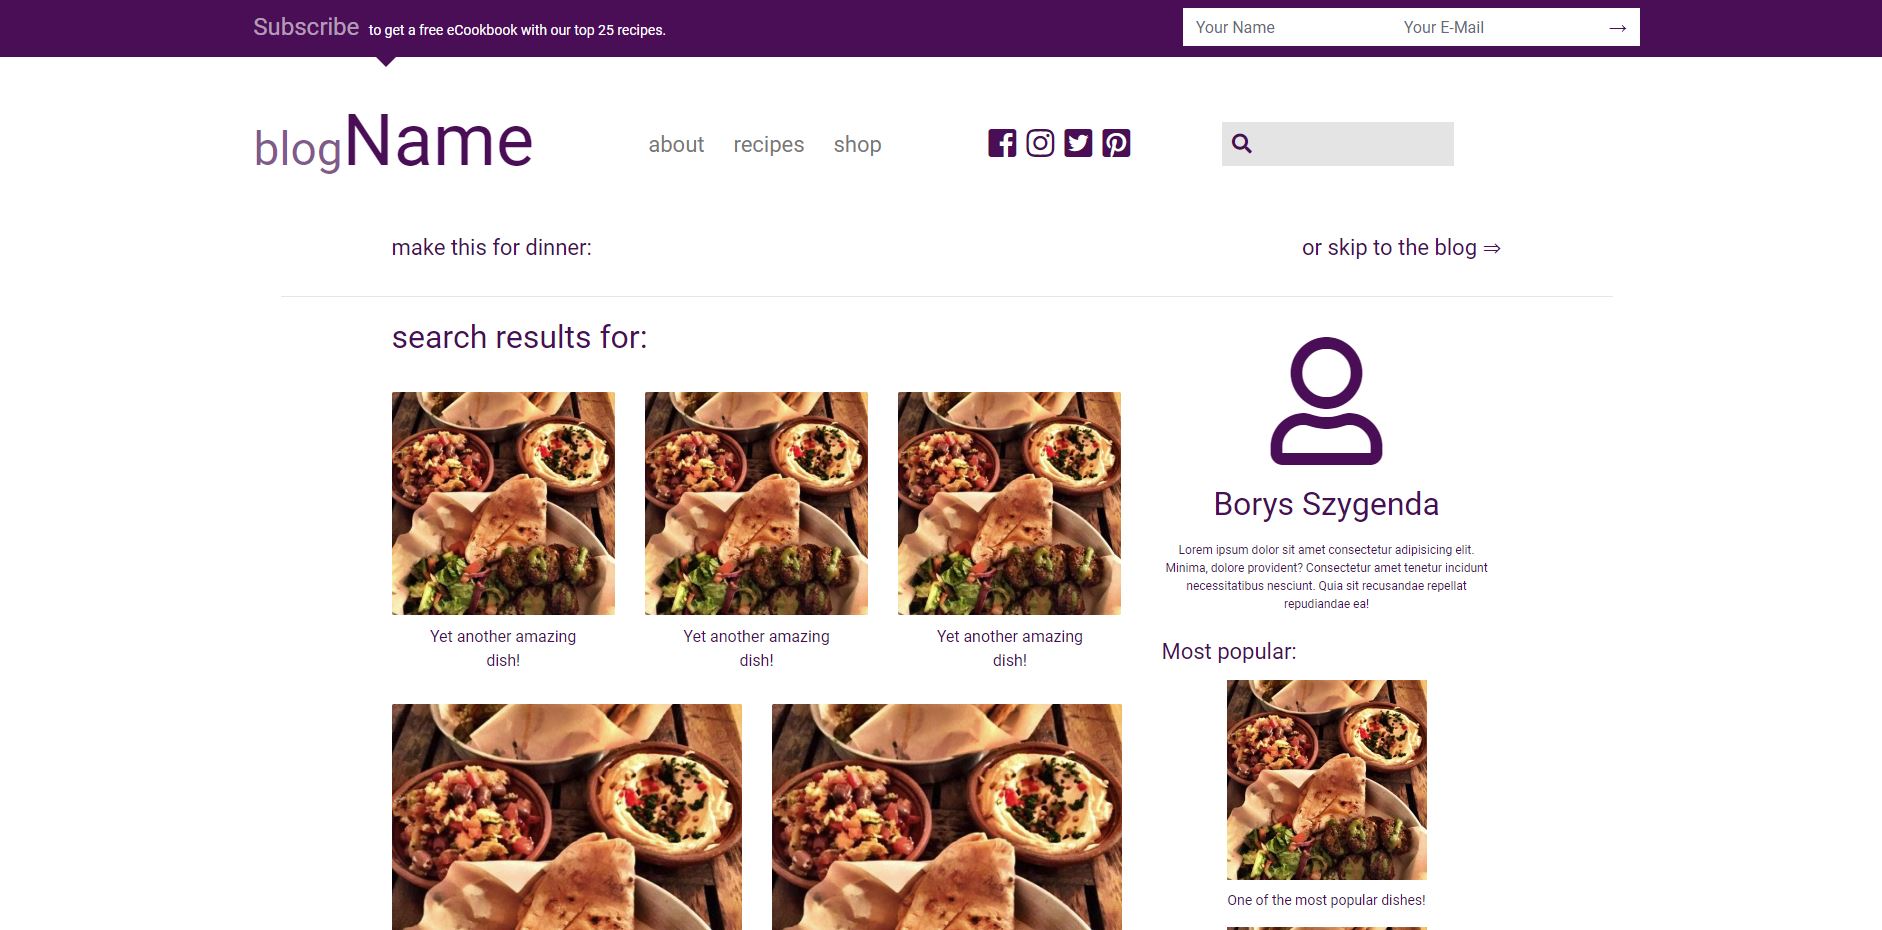 Subscribe to get a free eCookbook with our top 25 recipes.
Your Name
Your E-Mail
→
blogName
about
recipes
shop
make this for dinner:
or skip to the blog ⇒
search results for:
Yet another amazing
dish!
Yet another amazing
dish!
Yet another amazing
dish!
Borys Szygenda
Lorem ipsum dolor sit amet consectetur adipisicing elit.
Minima, dolore provident? Consectetur amet tenetur incidunt
necessitatibus nesciunt. Quia sit recusandae repellat
repudiandae ea!
Most popular:
One of the most popular dishes!